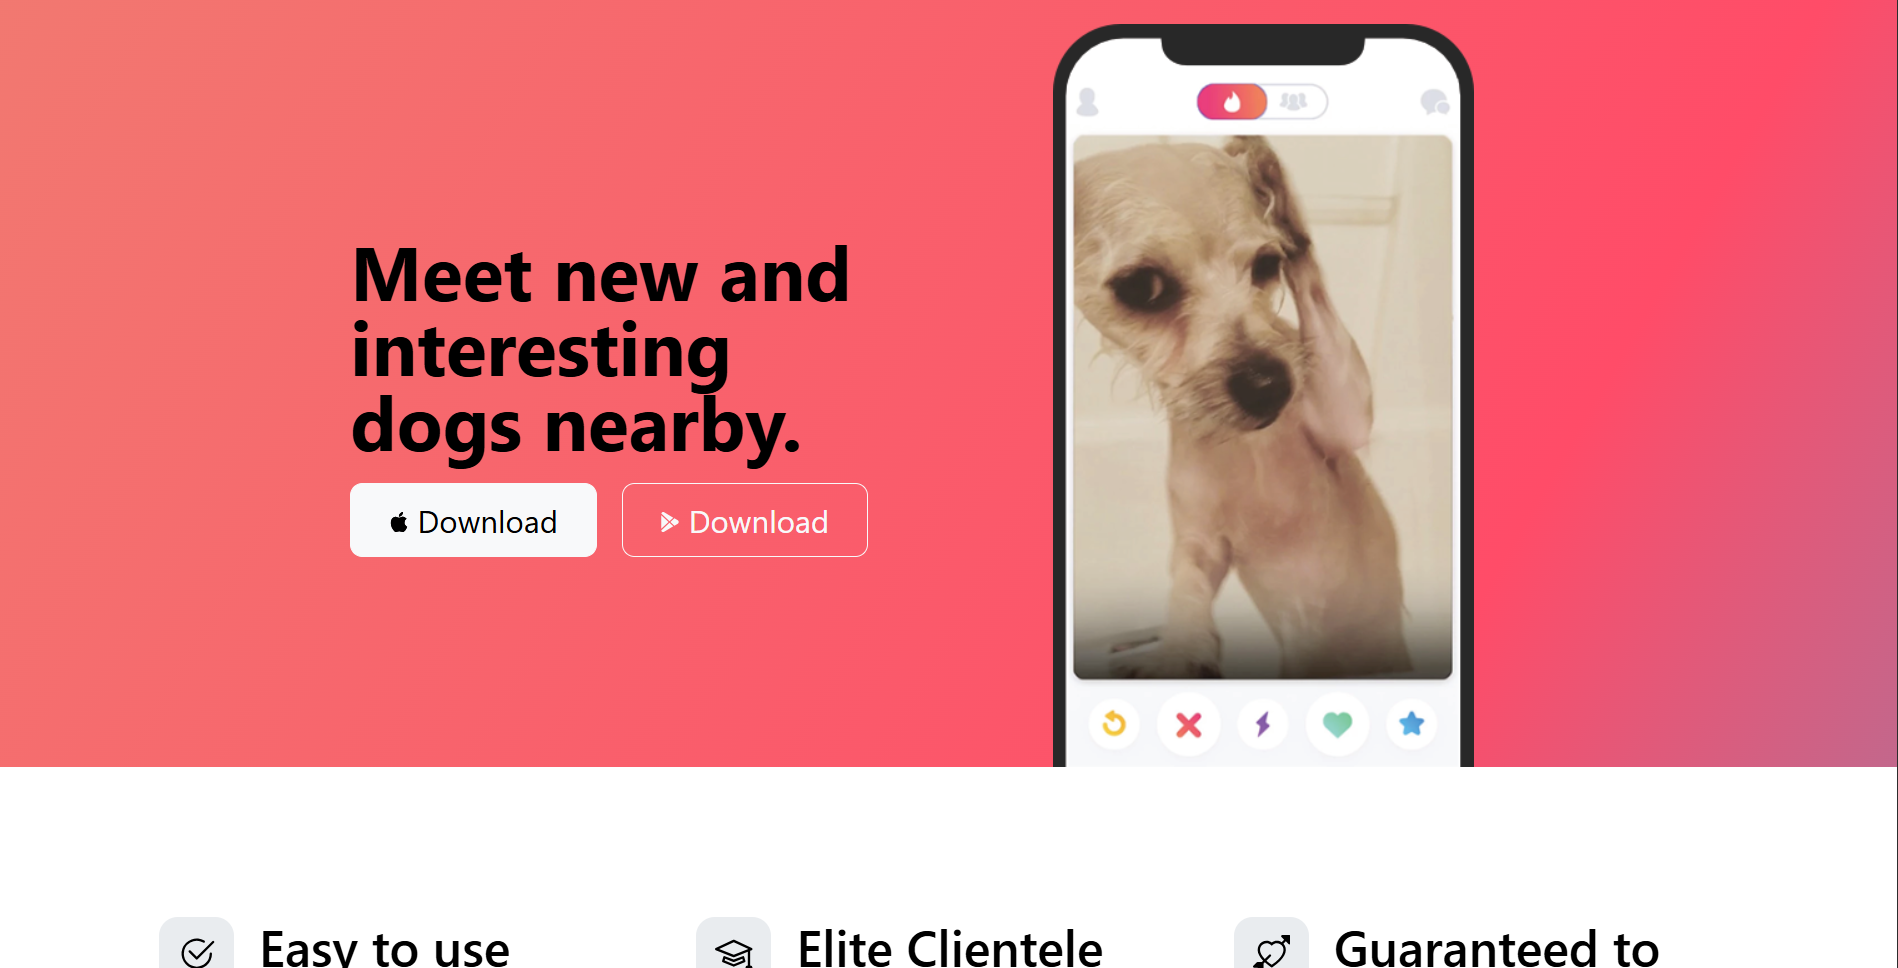 Meet new and
interesting
dogs nearby.
Download
Download
Easy to use
Elite Clientele
Guaranteed to